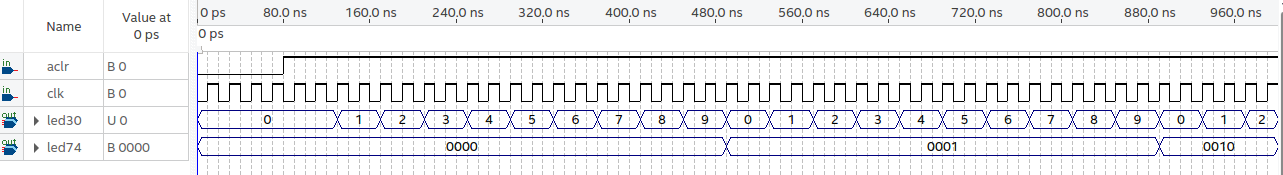 Name Value at 0 ps 0 ps 80.0 ns 160.0 ns 240.0 ns 320.0 ns 400.0 ns 480.0 ns 560.0 ns 640.0 ns 720.0 ns 800.0 ns 880.0 ns 960.0 ns
0 ps
in aclr B 0
in clk B 0
out led30 U 0 0 1 2 3 4 5 6 7 8 9 0 1 2 3 4 5 6 7 8 9 0 1 2
out led74 B 0000 0000 0001 0010